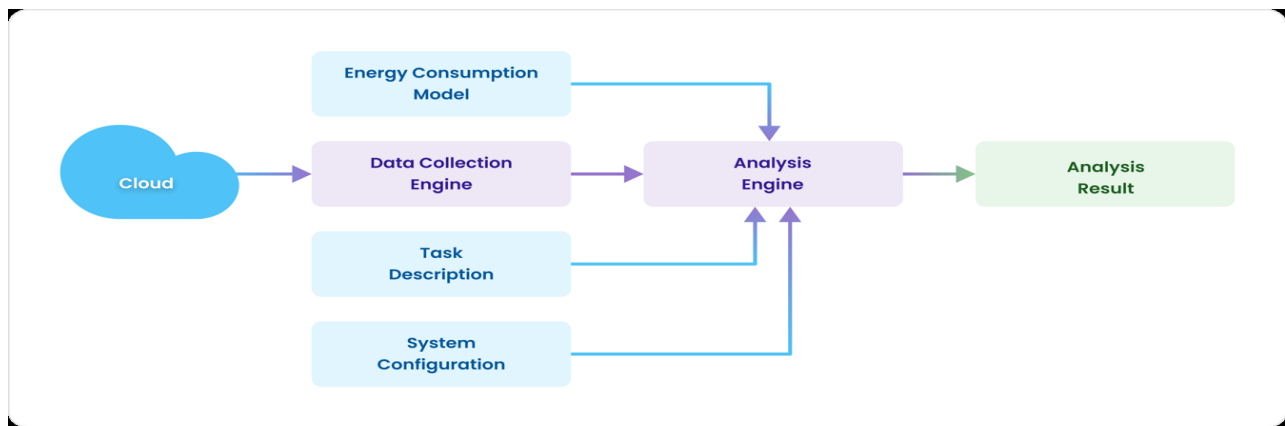 Energy Consumption
Model
Cloud
Data Collection
Engine
Analysis
Engine
Analysis
Result
Task
Description
System
Configuration